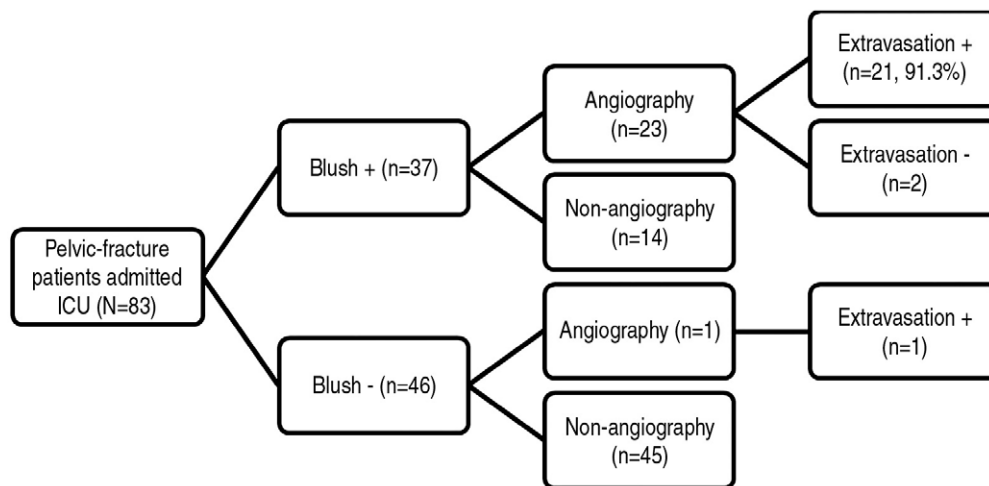 Pelvic-fracture
patients admitted
ICU (N=83)
Blush + (n=37)
Angiography
(n=23)
Extravasation +
(n=21, 91.3%)
Extravasation -
(n=2)
Non-angiography
(n=14)
Blush - (n=46)
Angiography (n=1)
Extravasation +
(n=1)
Non-angiography
(n=45)